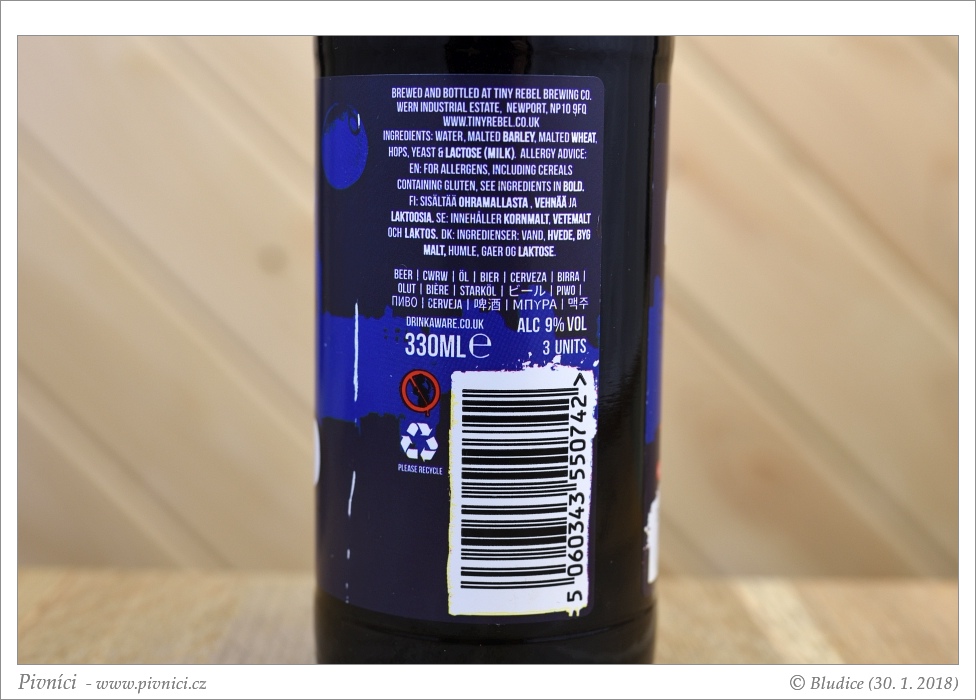 BREWED AND BOTTLED AT TINY REBEL BREWING CO.
WERN INDUSTRIAL ESTATE, NEWPORT, NP10 9FQ
WWW.TINYREBEL.CO.UK
INGREDIENTS: WATER, MALTED BARLEY, MALTED WHEAT,
HOPS, YEAST & LACTOSE (MILK). ALLERGY ADVICE:
EN: FOR ALLERGENS, INCLUDING CEREALS
CONTAINING GLUTEN, SEE INGREDIENTS IN BOLD.
FI: SISÄLTÄÄ OHRAMALLASTA , VEHNÄÄ JA
LAKTOOSIA. SE: INNEHÅLLER KORNMALT, VETEMALT
OCH LAKTOS. DK: INGREDIENSER: VAND, HVEDE, BYG
MALT, HUMLE, GAER OG LAKTOSE.
BEER | CWRW | ÖL | BIER | CERVEZA | BIRRA |
OLUT | BIÈRE | STARKÖL | ビール | PIWO |
ПИВО | CERVEJA | 啤酒 | ΜΠΥΡΑ | 맥주
DRINKAWARE.CO.UK
ALC 9% VOL
330ML ℮
3 UNITS
PLEASE RECYCLE
5 060343 550742 >
Pivníci - www.pivnici.cz
© Bludice (30. 1. 2018)